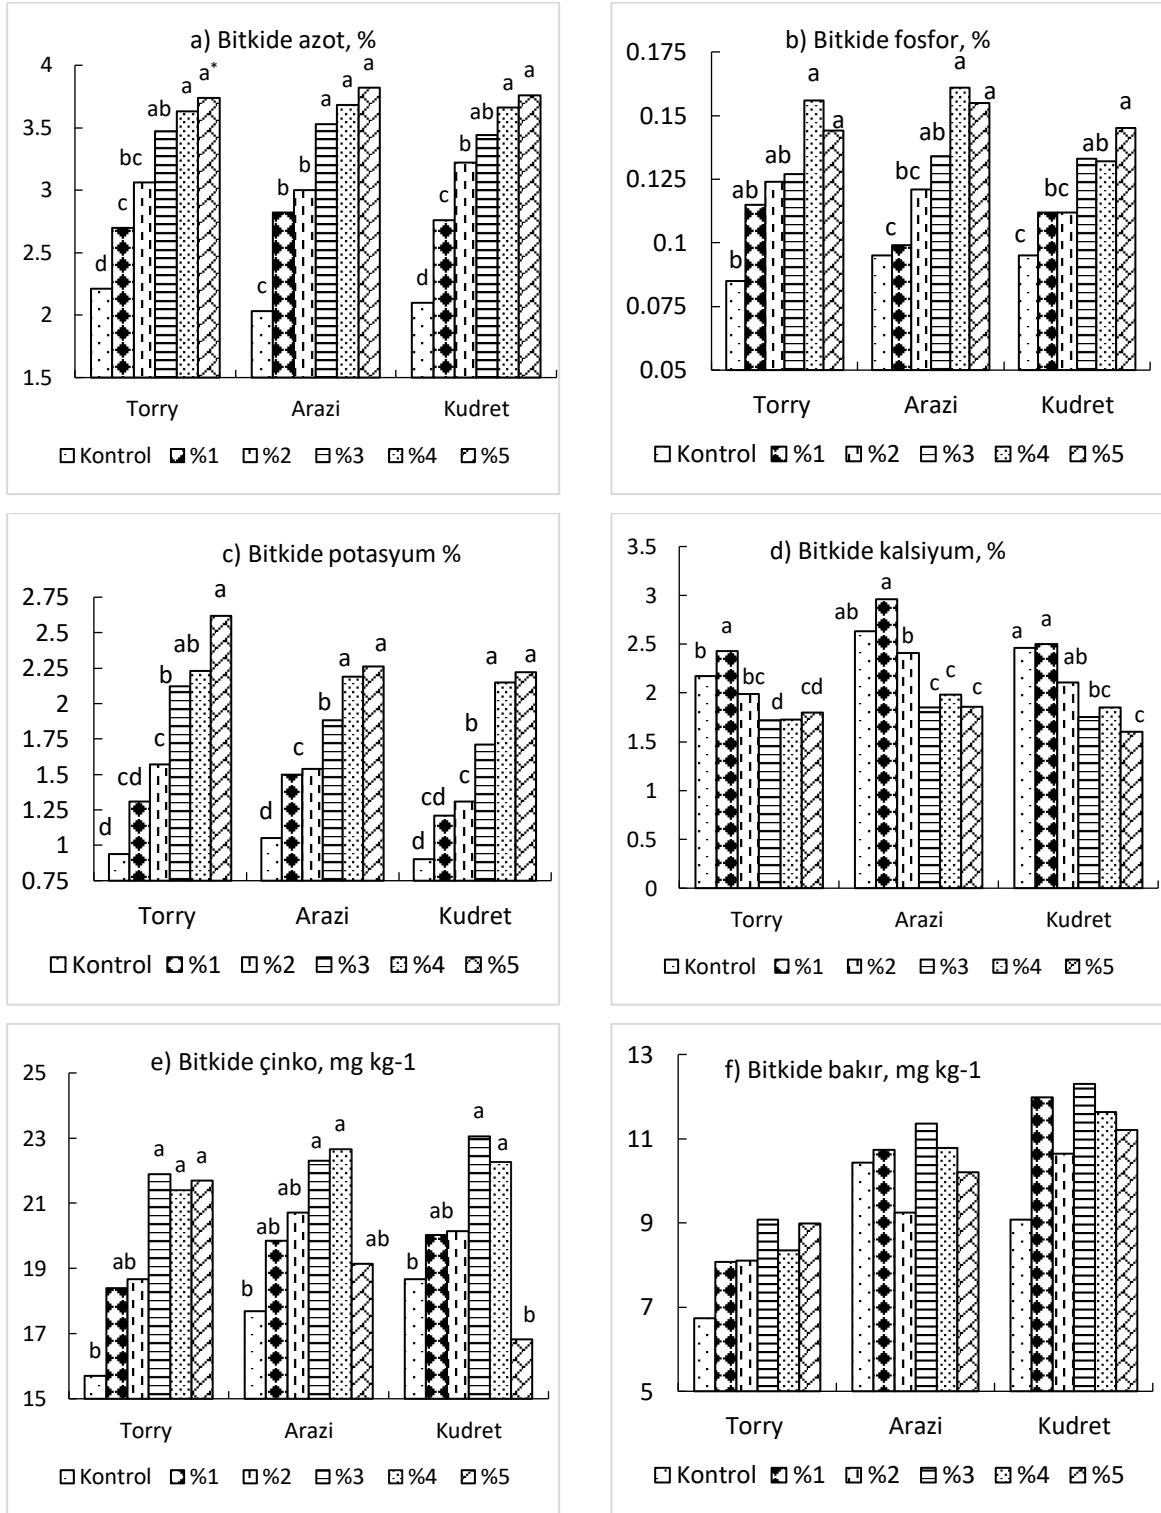 a) Bitkide azot, %
4
3.5
3
2.5
2
1.5
d c bc ab a a*
c b b a a a
d c b ab a a
Torry Arazi Kudret
Kontrol %1 %2 %3 %4 %5
b) Bitkide fosfor, %
0.175
0.15
0.125
0.1
0.075
0.05
b ab ab ab a a
c bc ab a a
c bc ab ab a
Torry Arazi Kudret
Kontrol %1 %2 %3 %4 %5
c) Bitkide potasyum %
2.75
2.5
2.25
2
1.75
1.5
1.25
1
0.75
d cd c b ab a
d c b a a
d cd c b a a
Torry Arazi Kudret
Kontrol %1 %2 %3 %4 %5
d) Bitkide kalsiyum, %
3.5
3
2.5
2
1.5
1
0.5
0
b a bc d cd
ab a b c c c
a a ab bc c
Torry Arazi Kudret
Kontrol %1 %2 %3 %4 %5
e) Bitkide çinko, mg kg-1
25
23
21
19
17
15
b ab a a a
b ab ab a a ab
b ab a a b
Torry Arazi Kudret
Kontrol %1 %2 %3 %4 %5
f) Bitkide bakır, mg kg-1
13
11
9
7
5
Torry Arazi Kudret
Kontrol %1 %2 %3 %4 %5